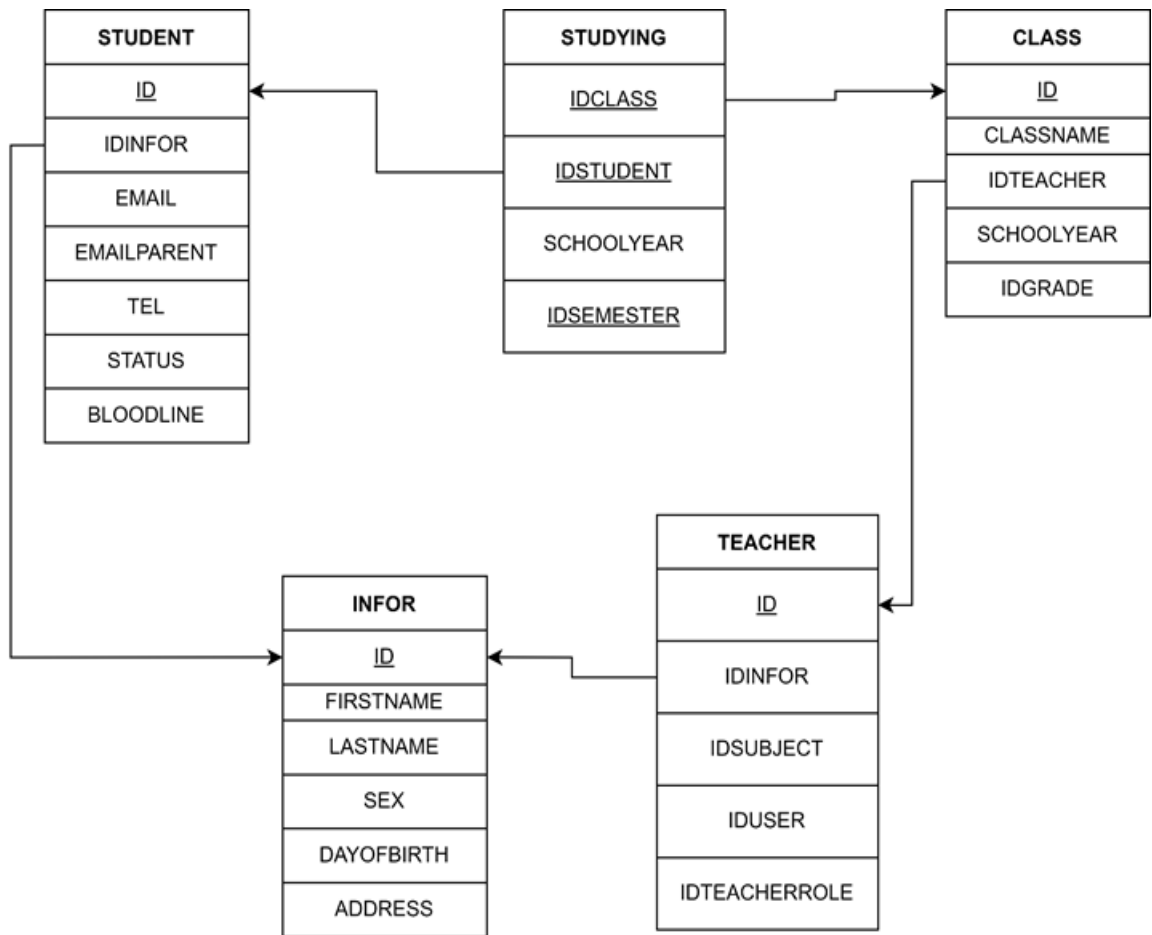 STUDENT
ID
IDINFOR
EMAIL
EMAILPARENT
TEL
STATUS
BLOODLINE
STUDYING
IDCLASS
IDSTUDENT
SCHOOLYEAR
IDSEMESTER
CLASS
ID
CLASSNAME
IDTEACHER
SCHOOLYEAR
IDGRADE
INFOR
ID
FIRSTNAME
LASTNAME
SEX
DAYOFBIRTH
ADDRESS
TEACHER
ID
IDINFOR
IDSUBJECT
IDUSER
IDTEACHERROLE